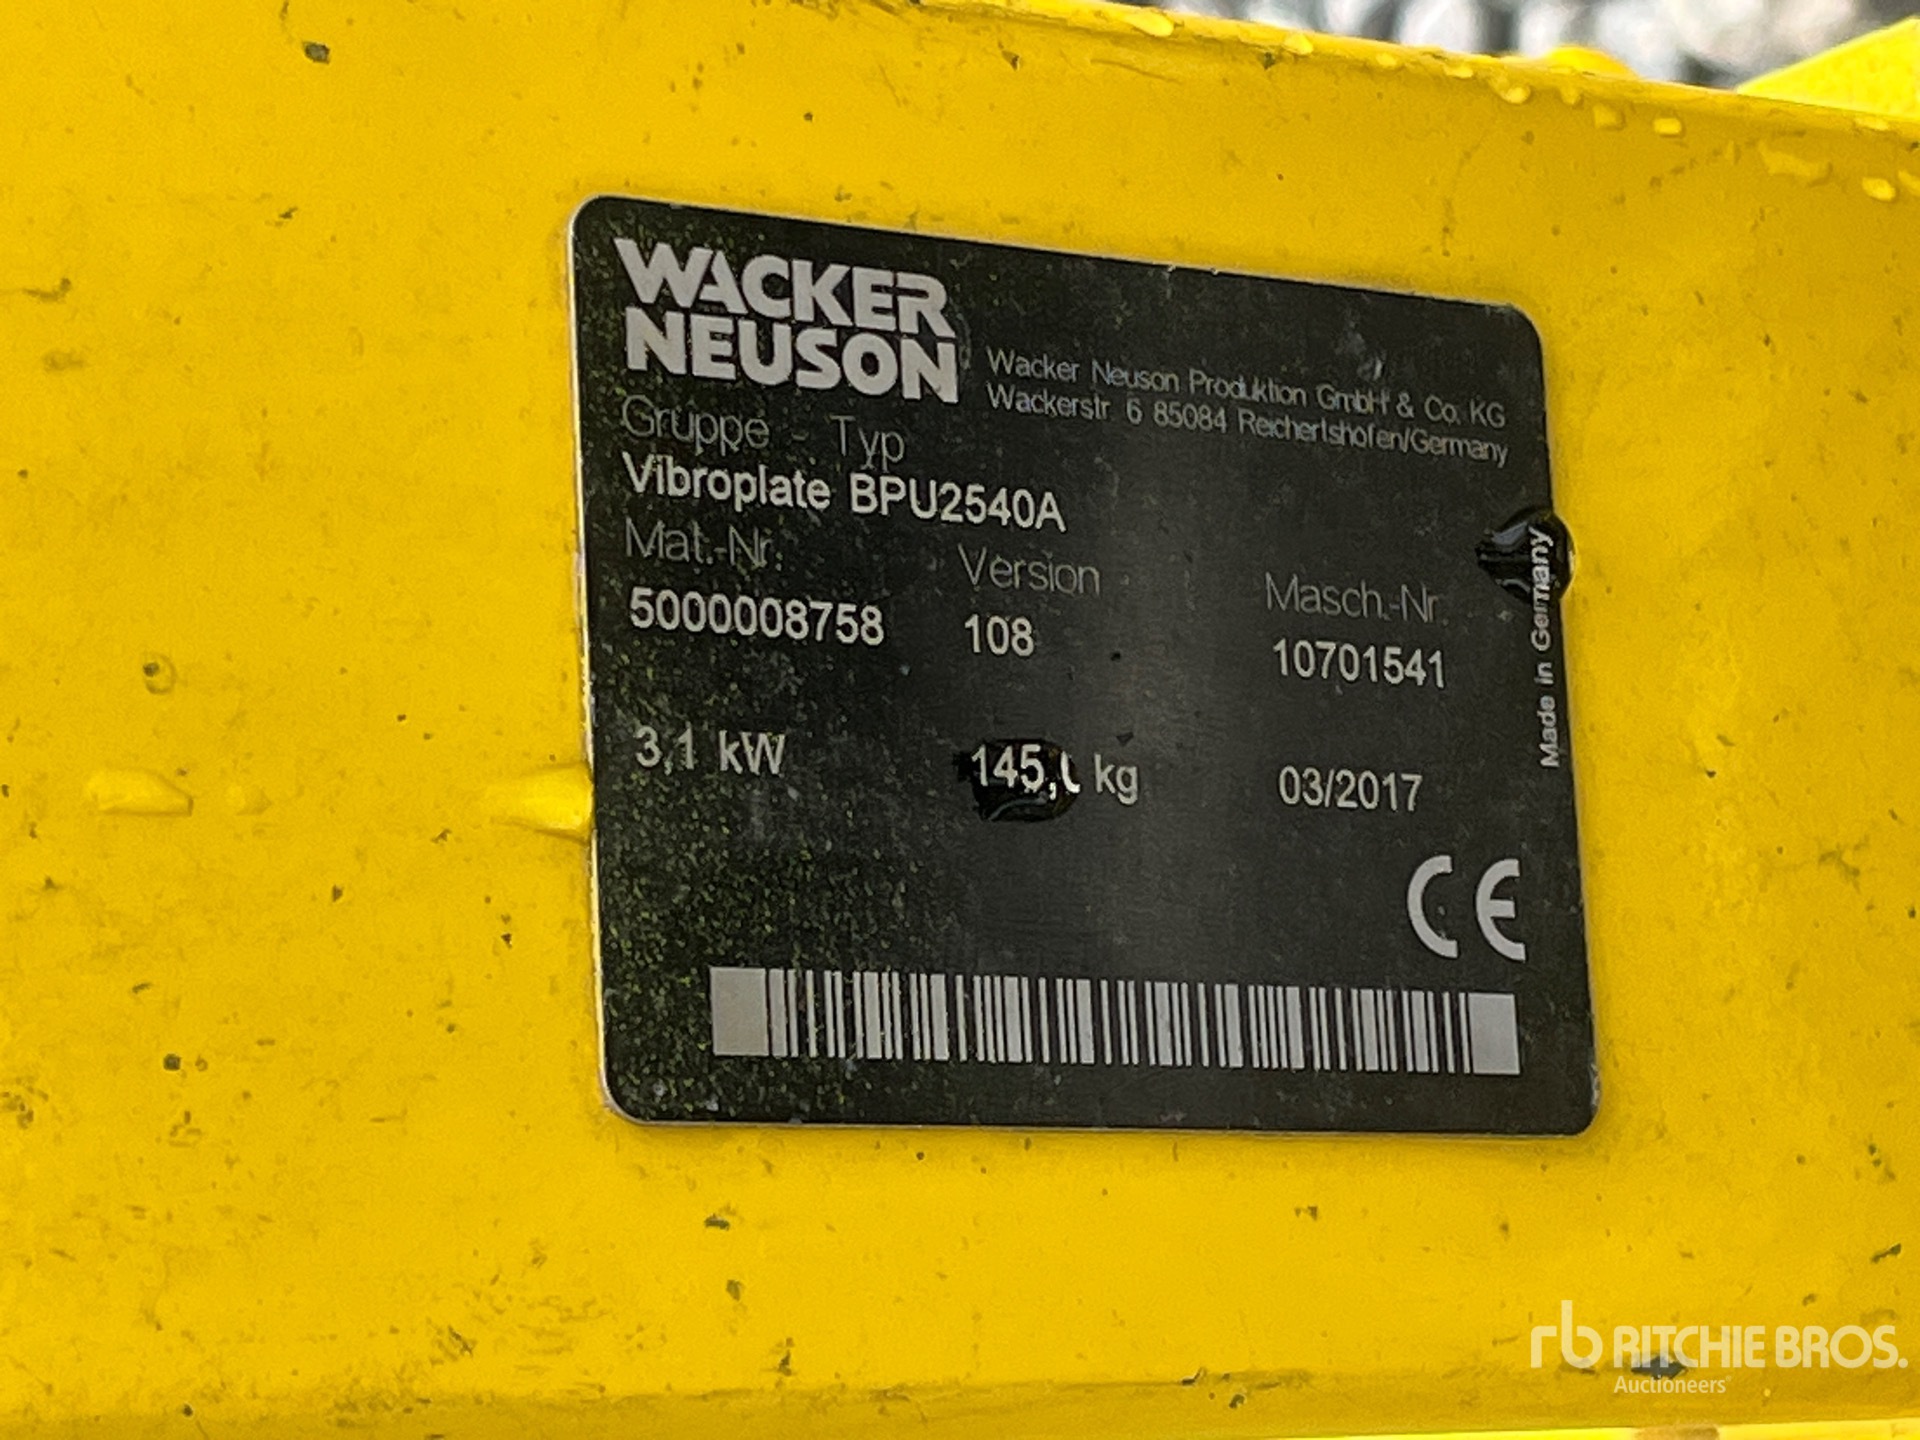 WACKER
NEUSON
Wacker Neuson Produktion GmbH & Co. KG
Wackerstr 6 85084 Reichertshofen/Germany
Gruppe - Typ
Vibroplate BPU2540A
Mat.-Nr. Version Masch.-Nr.
5000008758 108 10701541
3,1 kW 145, kg 03/2017
Made in Germany
CE
rb RITCHIE BROS.
Auctioneers